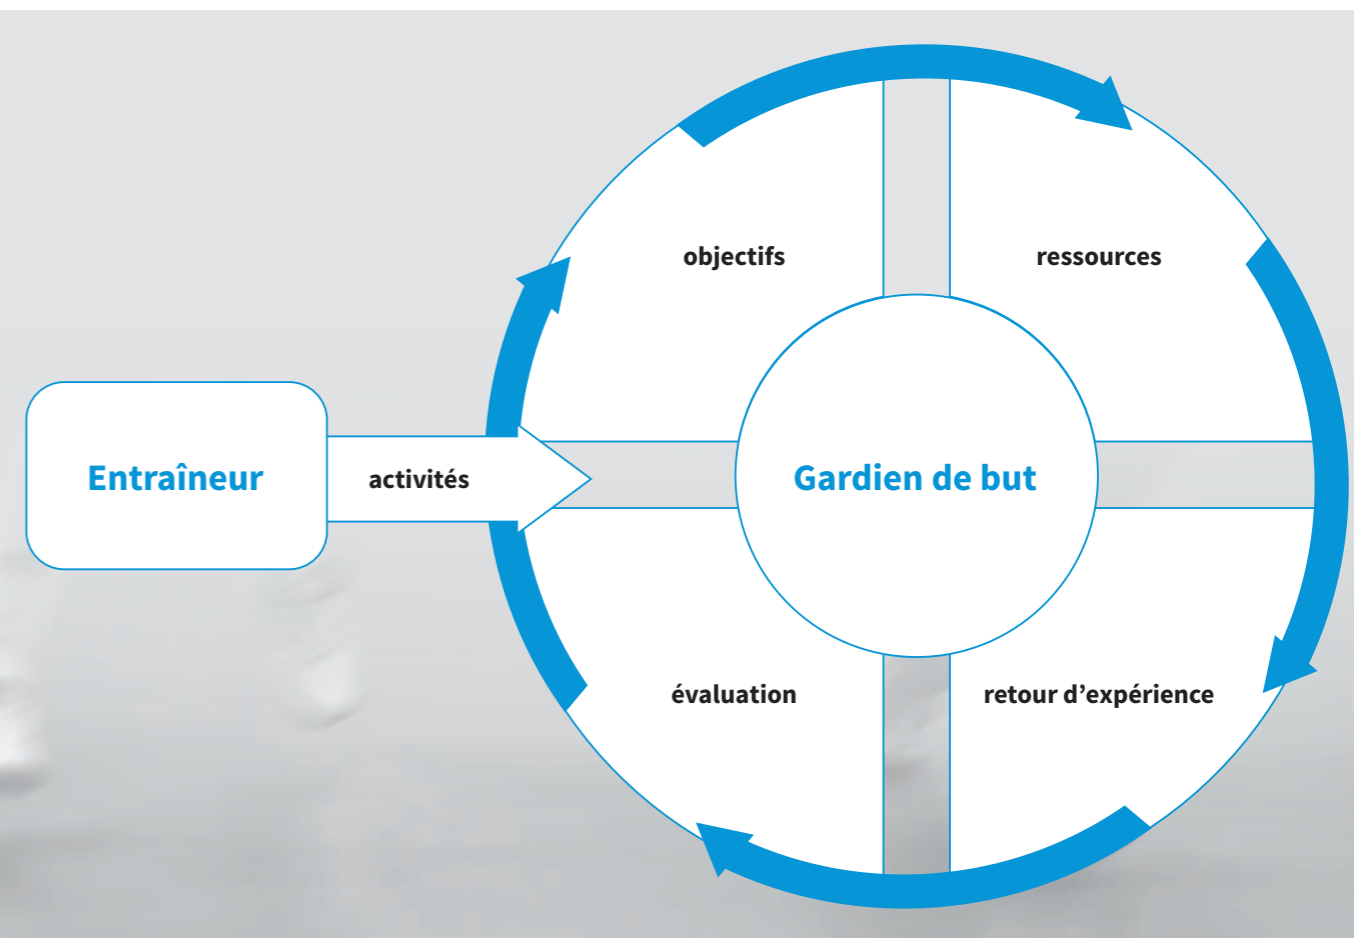 objectifs
ressources
Entraîneur
activités
Gardien de but
évaluation
retour d’expérience